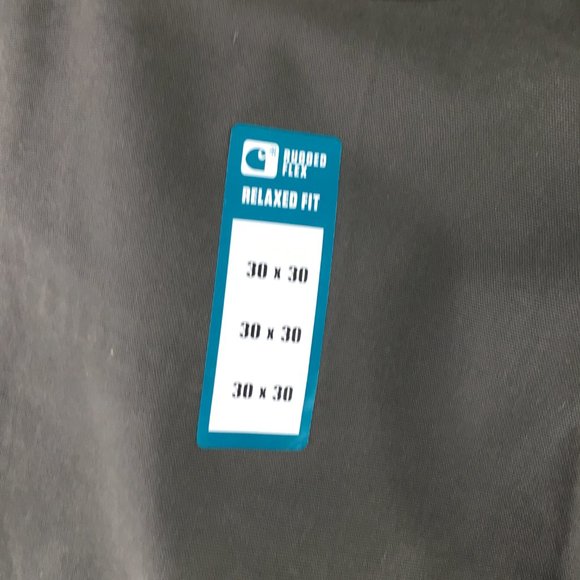 ®
RUGGED
FLEX
RELAXED FIT
30 x 30
30 x 30
30 x 30